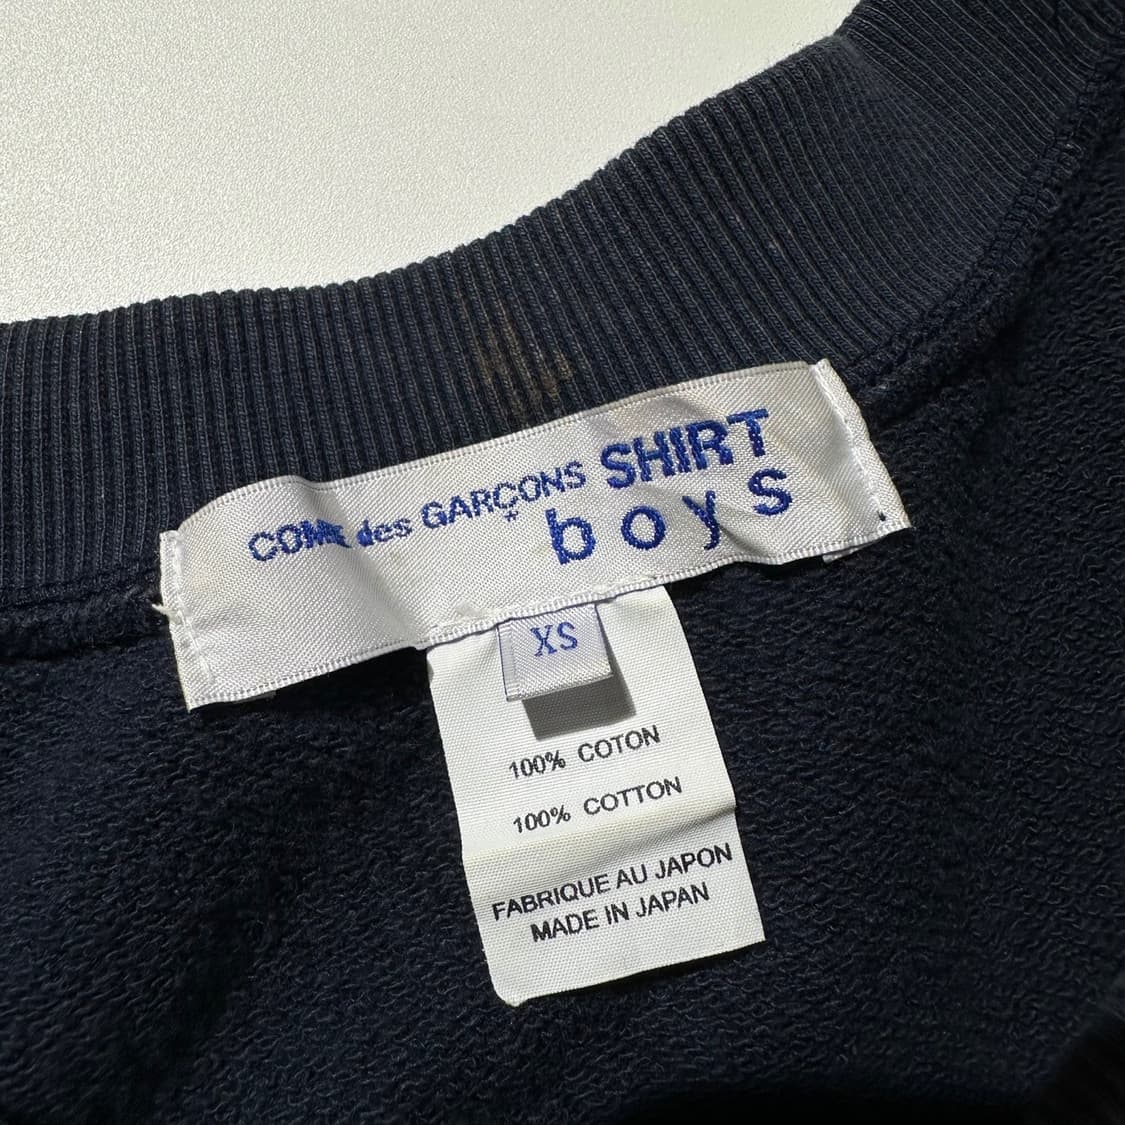 COMME des GARÇONS SHIRT
* boys
XS
100% COTON
100% COTTON
FABRIQUE AU JAPON
MADE IN JAPAN